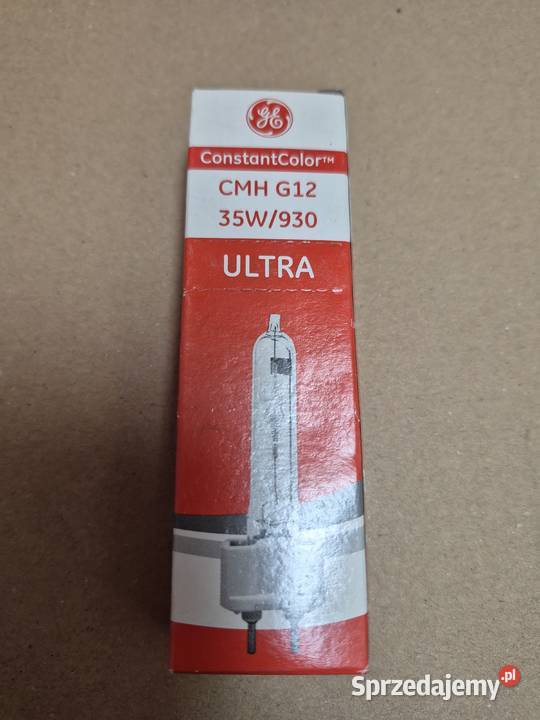 GE
ConstantColor™
CMH G12
35W/930
ULTRA
Sprzedajemy.pl